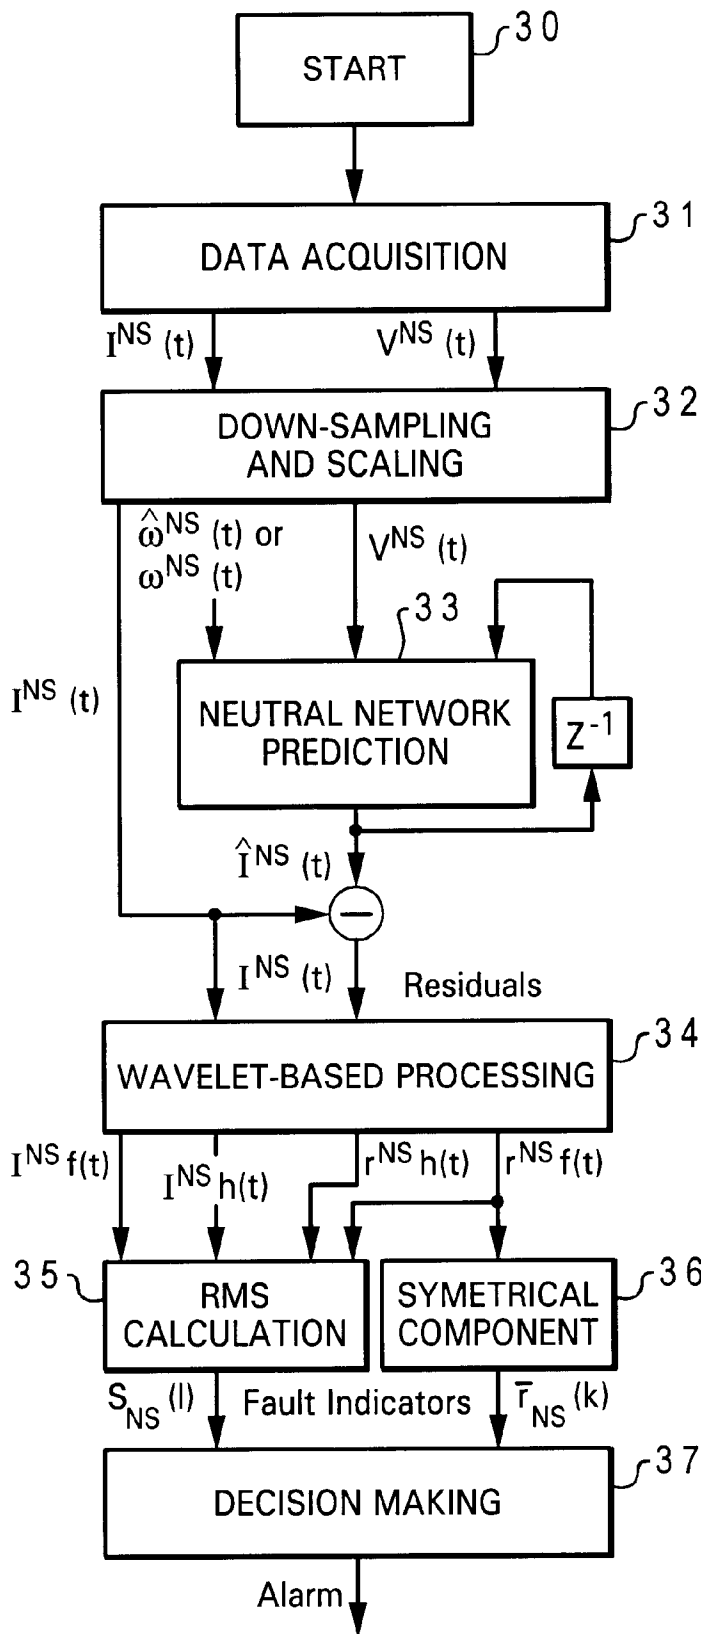 30
START
31
DATA ACQUISITION
I^NS (t)
V^NS (t)
32
DOWN-SAMPLING
AND SCALING
ω̂^NS (t) or
ω^NS (t)
V^NS (t)
33
I^NS (t)
NEUTRAL NETWORK
PREDICTION
Z^-1
Î^NS (t)
−
I^NS (t)
Residuals
34
WAVELET-BASED PROCESSING
I^NS f(t)
I^NS h(t)
r^NS h(t)
r^NS f(t)
35
RMS
CALCULATION
36
SYMETRICAL
COMPONENT
S_NS (l)
Fault Indicators
r̅_NS (k)
37
DECISION MAKING
Alarm